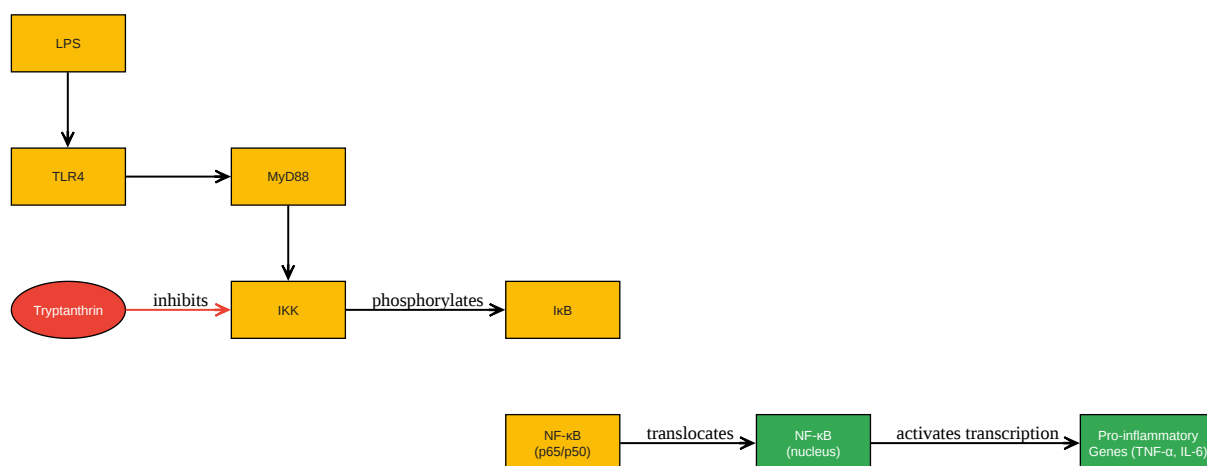 LPS
TLR4
MyD88
Tryptanthrin
inhibits
IKK
phosphorylates
IκB
NF-κB
(p65/p50)
translocates
NF-κB
(nucleus)
activates transcription
Pro-inflammatory
Genes (TNF-α, IL-6)